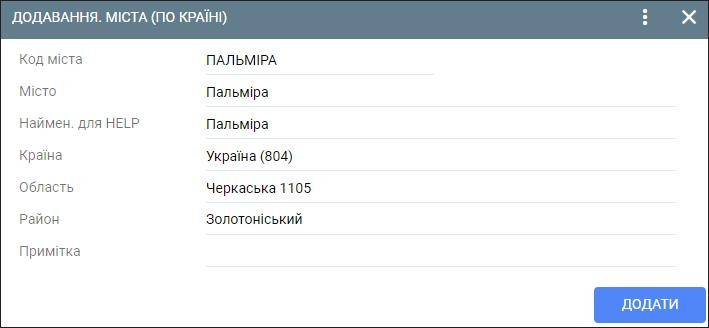 ДОДАВАННЯ. МІСТА (ПО КРАЇНІ)
Код міста ПАЛЬМІРА
Місто Пальміра
Наймен. для HELP Пальміра
Країна Україна (804)
Область Черкаська 1105
Район Золотоніський
Примітка
ДОДАТИ